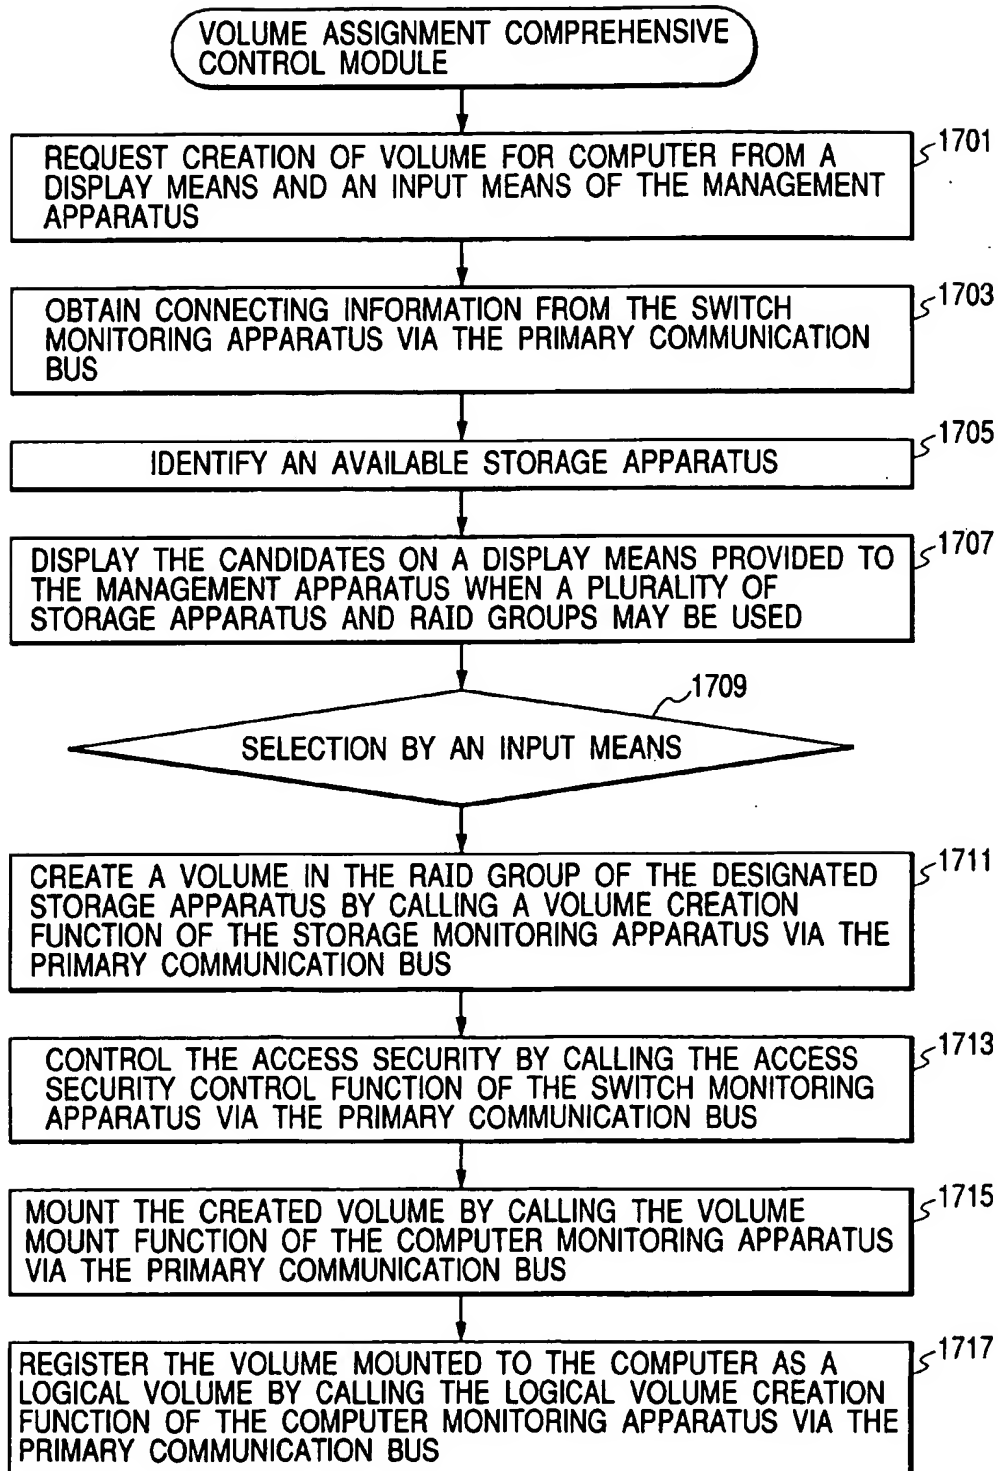 VOLUME ASSIGNMENT COMPREHENSIVE
CONTROL MODULE
1701
REQUEST CREATION OF VOLUME FOR COMPUTER FROM A
DISPLAY MEANS AND AN INPUT MEANS OF THE MANAGEMENT
APPARATUS
1703
OBTAIN CONNECTING INFORMATION FROM THE SWITCH
MONITORING APPARATUS VIA THE PRIMARY COMMUNICATION
BUS
1705
IDENTIFY AN AVAILABLE STORAGE APPARATUS
1707
DISPLAY THE CANDIDATES ON A DISPLAY MEANS PROVIDED TO
THE MANAGEMENT APPARATUS WHEN A PLURALITY OF
STORAGE APPARATUS AND RAID GROUPS MAY BE USED
1709
SELECTION BY AN INPUT MEANS
1711
CREATE A VOLUME IN THE RAID GROUP OF THE DESIGNATED
STORAGE APPARATUS BY CALLING A VOLUME CREATION
FUNCTION OF THE STORAGE MONITORING APPARATUS VIA THE
PRIMARY COMMUNICATION BUS
1713
CONTROL THE ACCESS SECURITY BY CALLING THE ACCESS
SECURITY CONTROL FUNCTION OF THE SWITCH MONITORING
APPARATUS VIA THE PRIMARY COMMUNICATION BUS
1715
MOUNT THE CREATED VOLUME BY CALLING THE VOLUME
MOUNT FUNCTION OF THE COMPUTER MONITORING APPARATUS
VIA THE PRIMARY COMMUNICATION BUS
1717
REGISTER THE VOLUME MOUNTED TO THE COMPUTER AS A
LOGICAL VOLUME BY CALLING THE LOGICAL VOLUME CREATION
FUNCTION OF THE COMPUTER MONITORING APPARATUS VIA THE
PRIMARY COMMUNICATION BUS